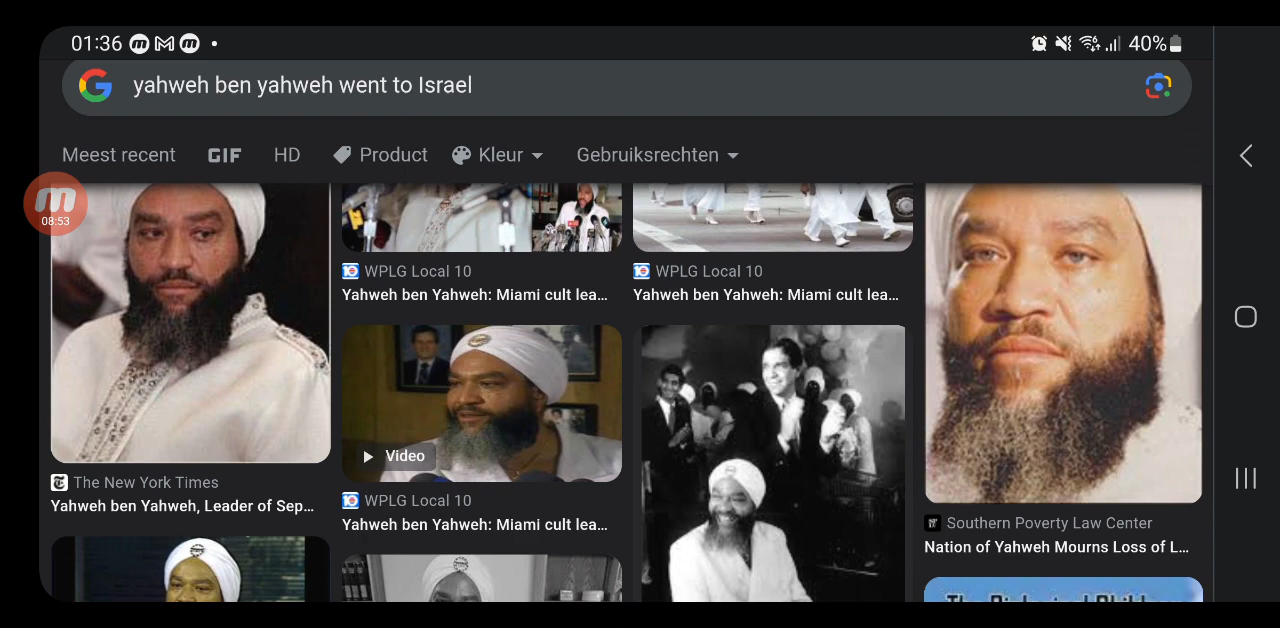 01:36
40%
yahweh ben yahweh went to Israel
Meest recent
GIF
HD
Product
Kleur
Gebruiksrechten
08:53
WPLG Local 10
Yahweh ben Yahweh: Miami cult lea...
WPLG Local 10
Yahweh ben Yahweh: Miami cult lea...
Video
The New York Times
Yahweh ben Yahweh, Leader of Sep...
WPLG Local 10
Yahweh ben Yahweh: Miami cult lea...
Southern Poverty Law Center
Nation of Yahweh Mourns Loss of L...